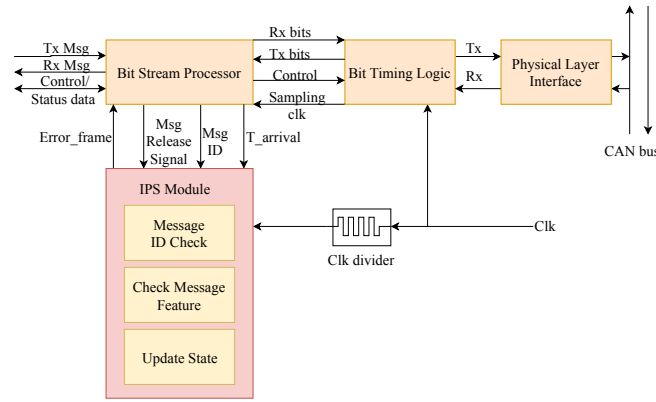 Tx Msg
Rx Msg
Control/
Status data
Bit Stream Processor
Rx bits
Tx bits
Control
Sampling
clk
Bit Timing Logic
Tx
Rx
Physical Layer
Interface
CAN bus
Error_frame
Msg
Release
Signal
Msg
ID
T_arrival
IPS Module
Message
ID Check
Check Message
Feature
Update State
Clk divider
Clk